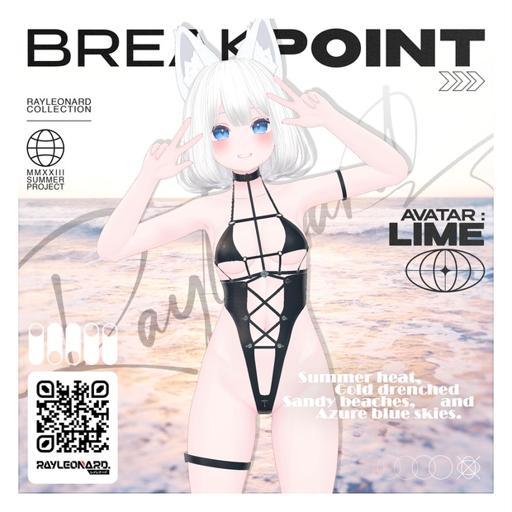 BREAKPOINT
RAYLEONARD
COLLECTION
MMXXIII
SUMMER
PROJECT
AVATAR :
LIME
Rayleonard
Summer heat,
Gold drenched
Sandy beaches, and
Azure blue skies.
RAYLEONARD.